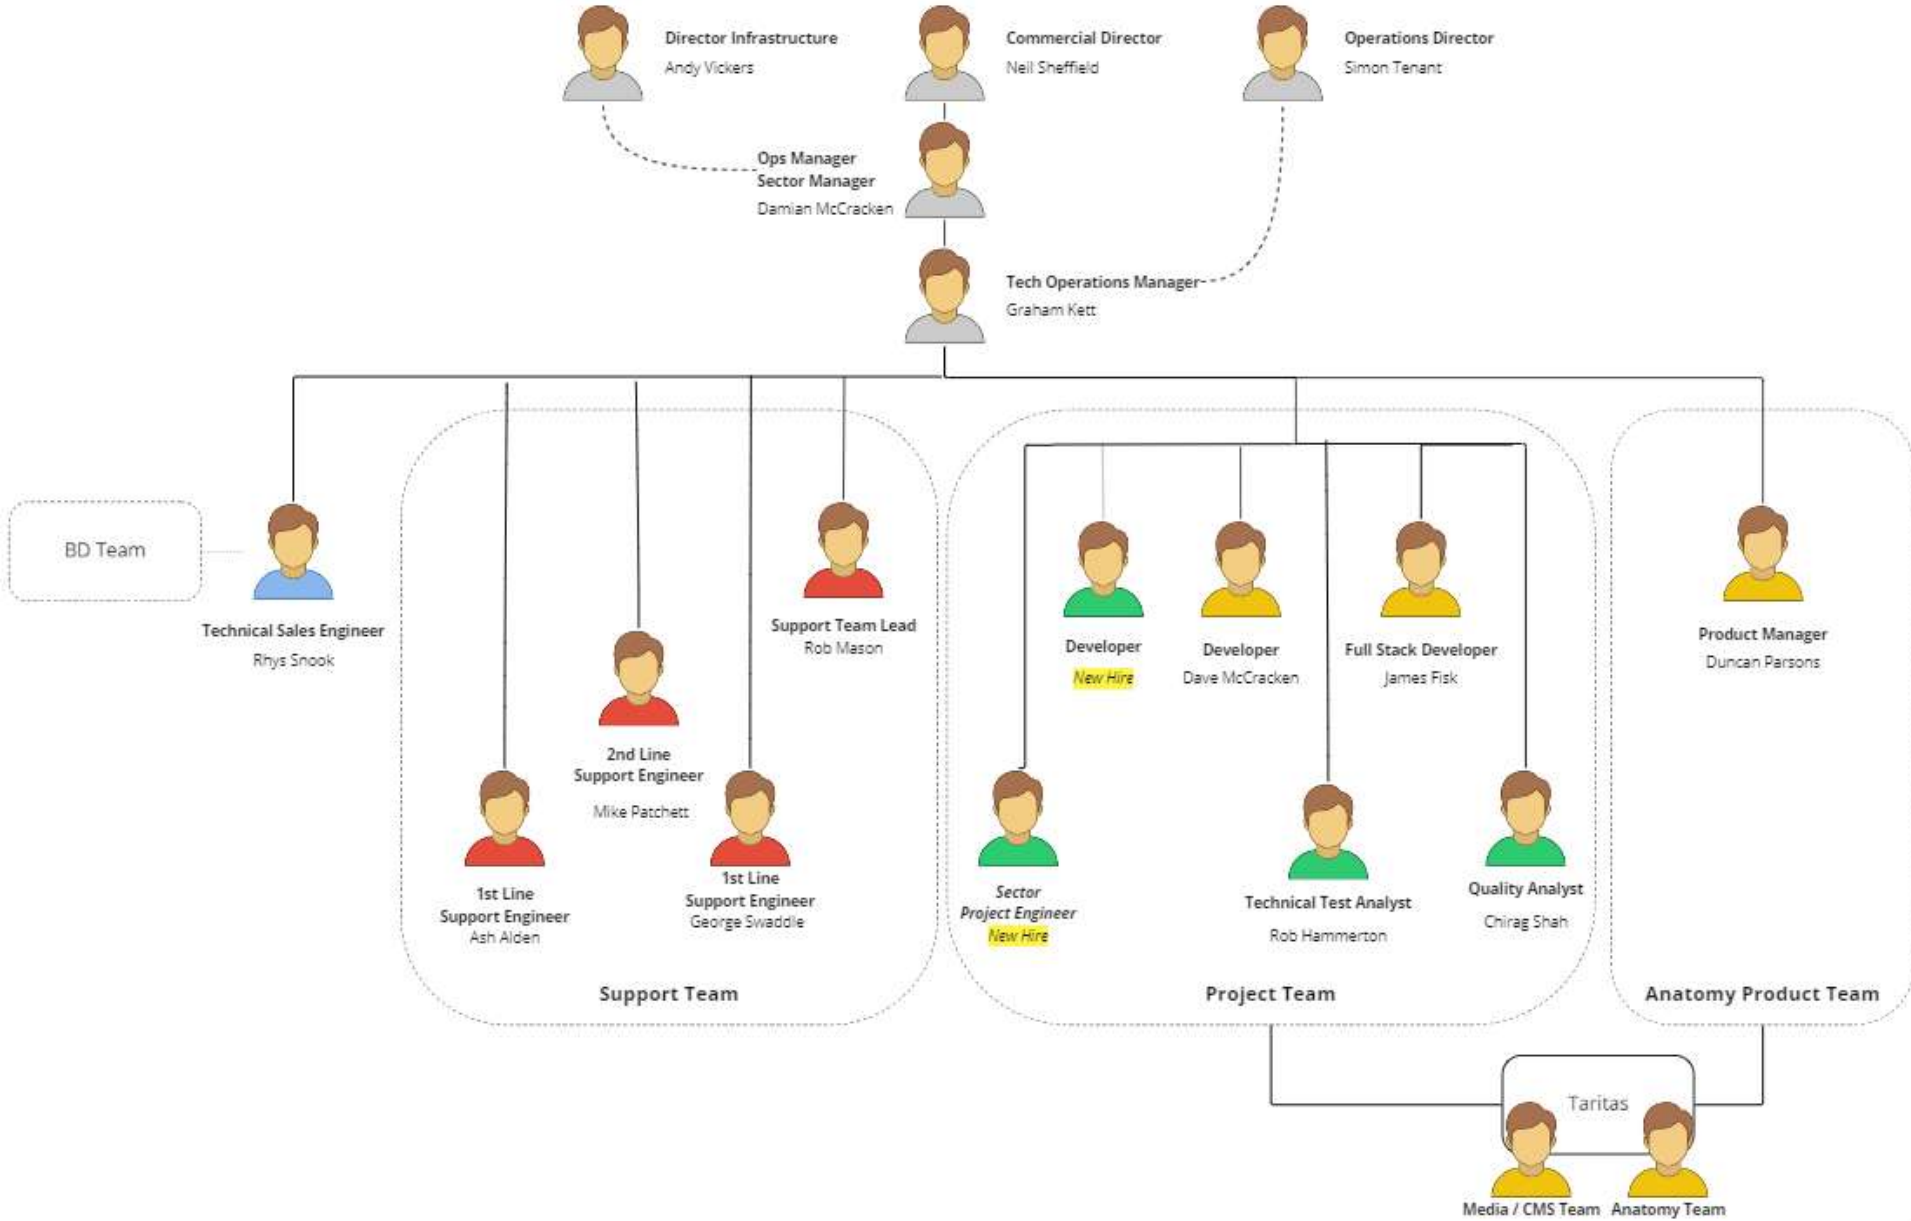 Director Infrastructure
Andy Vickers
Commercial Director
Neil Sheffield
Operations Director
Simon Tenant
Ops Manager
Sector Manager
Damian McCracken
Tech Operations Manager
Graham Kett
BD Team
Technical Sales Engineer
Rhys Snook
Support Team Lead
Rob Mason
2nd Line
Support Engineer
Mike Patchett
1st Line
Support Engineer
Ash Alden
1st Line
Support Engineer
George Swaddle
Support Team
Developer
New Hire
Developer
Dave McCracken
Full Stack Developer
James Fisk
Sector
Project Engineer
New Hire
Technical Test Analyst
Rob Hammerton
Quality Analyst
Chirag Shah
Project Team
Product Manager
Duncan Parsons
Anatomy Product Team
Taritas
Media / CMS Team
Anatomy Team